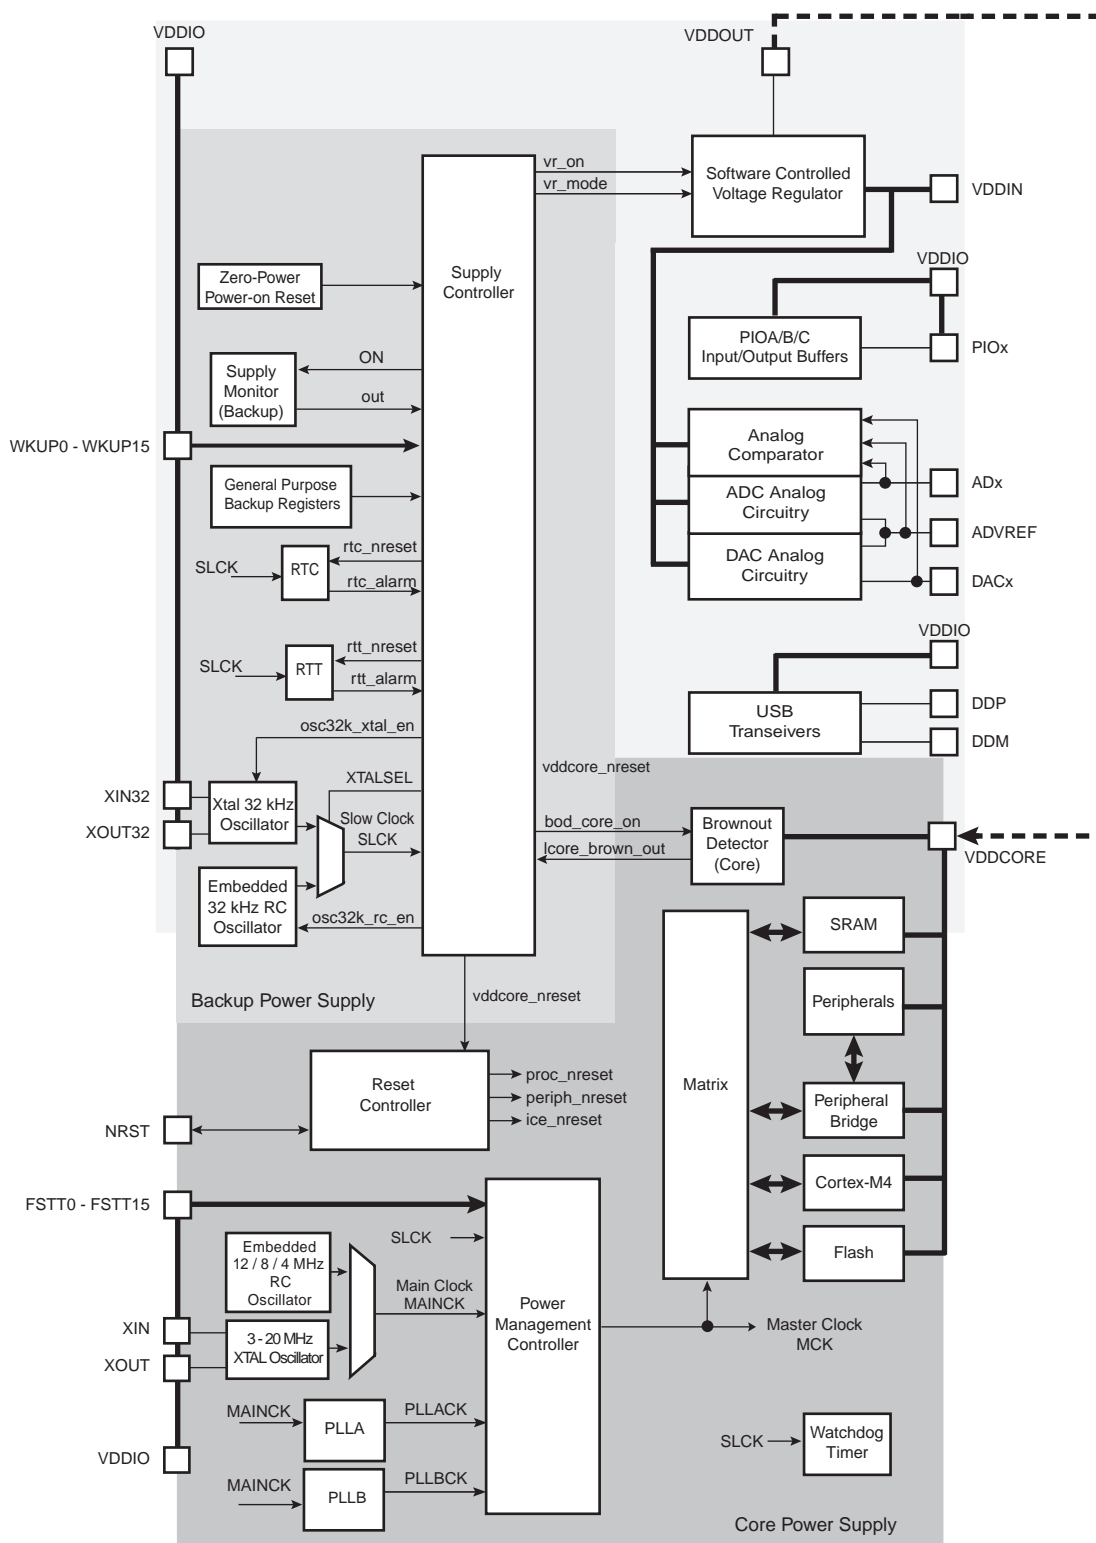 VDDIO
VDDOUT
vr_on
vr_mode
Software Controlled
Voltage Regulator
VDDIN
Zero-Power
Power-on Reset
Supply
Controller
VDDIO
PIOA/B/C
Input/Output Buffers
PIOx
Supply
Monitor
(Backup)
ON
out
WKUP0 - WKUP15
General Purpose
Backup Registers
Analog
Comparator
ADC Analog
Circuitry
DAC Analog
Circuitry
ADx
ADVREF
DACx
SLCK
RTC
rtc_nreset
rtc_alarm
SLCK
RTT
rtt_nreset
rtt_alarm
VDDIO
USB
Transeivers
DDP
DDM
osc32k_xtal_en
vddcore_nreset
XTALSEL
XIN32
XOUT32
Xtal 32 kHz
Oscillator
Slow Clock
SLCK
bod_core_on
lcore_brown_out
Brownout
Detector
(Core)
VDDCORE
Embedded
32 kHz RC
Oscillator
osc32k_rc_en
SRAM
Backup Power Supply
vddcore_nreset
Peripherals
Matrix
Reset
Controller
proc_nreset
periph_nreset
ice_nreset
NRST
Peripheral
Bridge
Cortex-M4
FSTT0 - FSTT15
SLCK
Flash
Embedded
12 / 8 / 4 MHz
RC
Oscillator
Main Clock
MAINCK
Power
Management
Controller
Master Clock
MCK
XIN
XOUT
3 - 20 MHz
XTAL Oscillator
MAINCK
PLLA
PLLACK
SLCK
Watchdog
Timer
VDDIO
MAINCK
PLLB
PLLBCK
Core Power Supply